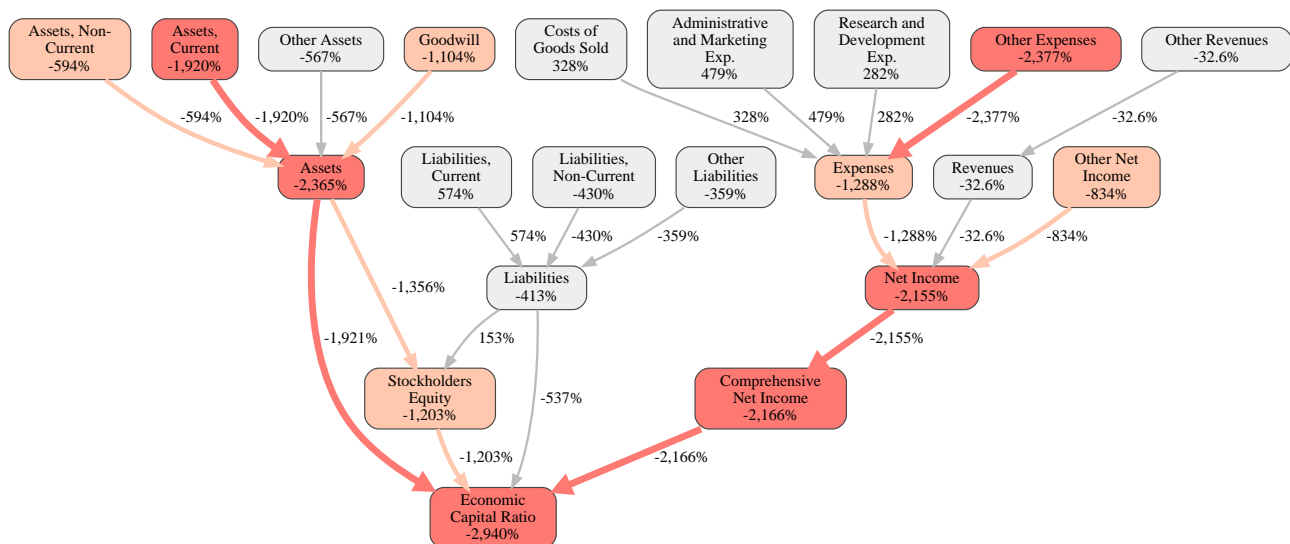 Assets, Non-
Current
-594%
Assets,
Current
-1,920%
Other Assets
-567%
Goodwill
-1,104%
Costs of
Goods Sold
328%
Administrative
and Marketing
Exp.
479%
Research and
Development
Exp.
282%
Other Expenses
-2,377%
Other Revenues
-32.6%
-594%
-1,920%
-567%
-1,104%
328%
479%
282%
-2,377%
-32.6%
Assets
-2,365%
Liabilities,
Current
574%
Liabilities,
Non-Current
-430%
Other
Liabilities
-359%
Expenses
-1,288%
Revenues
-32.6%
Other Net
Income
-834%
574%
-430%
-359%
-1,288%
-32.6%
-834%
Liabilities
-413%
Net Income
-2,155%
-1,356%
-1,921%
153%
-2,155%
Stockholders
Equity
-1,203%
-537%
Comprehensive
Net Income
-2,166%
-1,203%
-2,166%
Economic
Capital Ratio
-2,940%